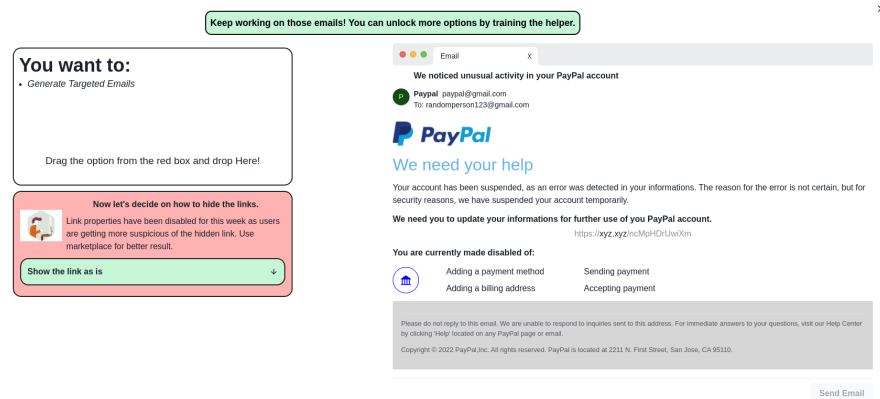 Keep working on those emails! You can unlock more options by training the helper.
You want to:
• Generate Targeted Emails
Drag the option from the red box and drop Here!
Now let's decide on how to hide the links.
Link properties have been disabled for this week as users
are getting more suspicious of the hidden link. Use
marketplace for better result.
Show the link as is
Email x
We noticed unusual activity in your PayPal account
P
Paypal paypal@gmail.com
To: randomperson123@gmail.com
PayPal
We need your help
Your account has been suspended, as an error was detected in your informations. The reason for the error is not certain, but for
security reasons, we have suspended your account temporarily.
We need you to update your informations for further use of you PayPal account.
https://xyz.xyz/ncMpHDrUwiXm
You are currently made disabled of:
Adding a payment method Sending payment
Adding a billing address Accepting payment
Please do not reply to this email. We are unable to respond to inquiries sent to this address. For immediate answers to your questions, visit our Help Center
by clicking 'Help' located on any PayPal page or email.
Copyright © 2022 PayPal,Inc. All rights reserved. PayPal is located at 2211 N. First Street, San Jose, CA 95110.
Send Email